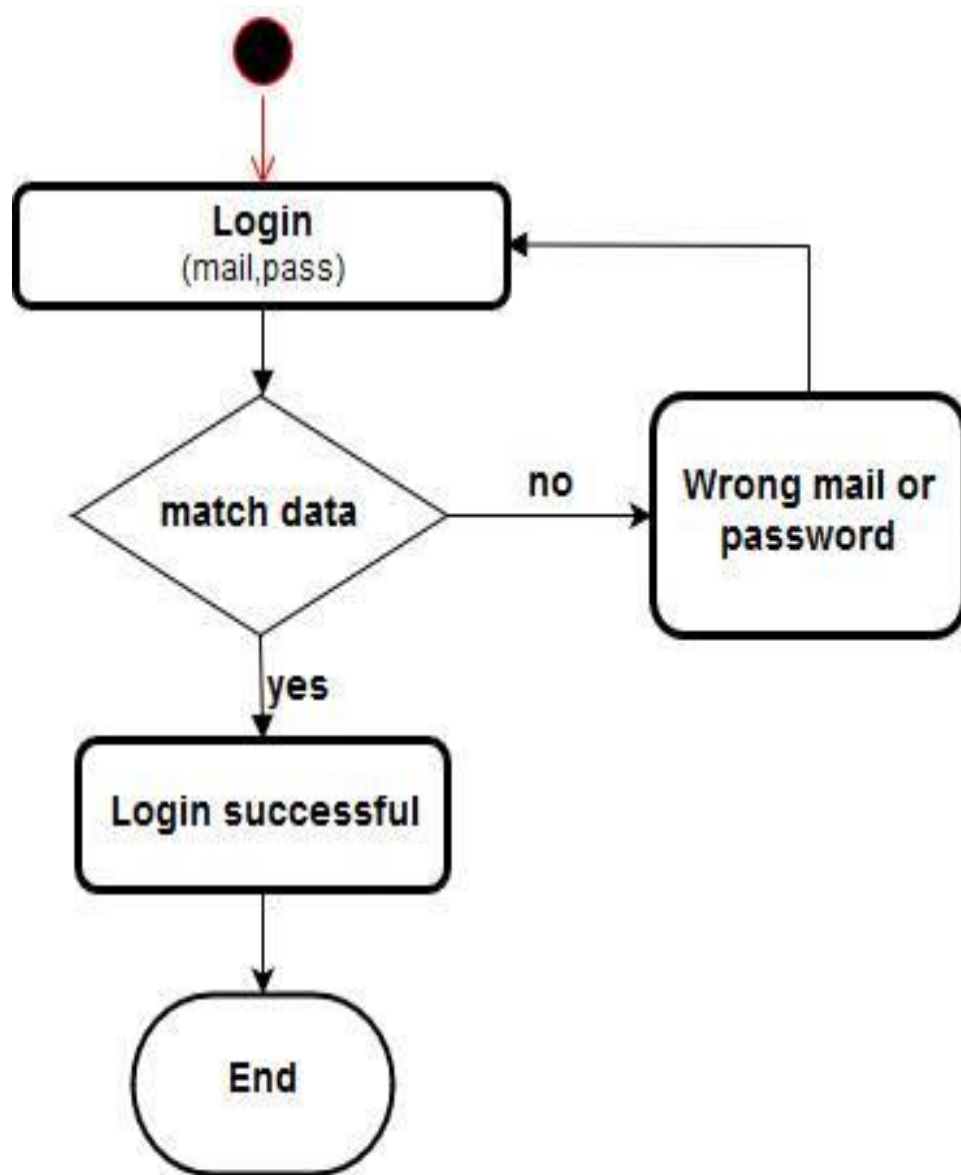 Login
(mail,pass)
match data
no
Wrong mail or
password
yes
Login successful
End